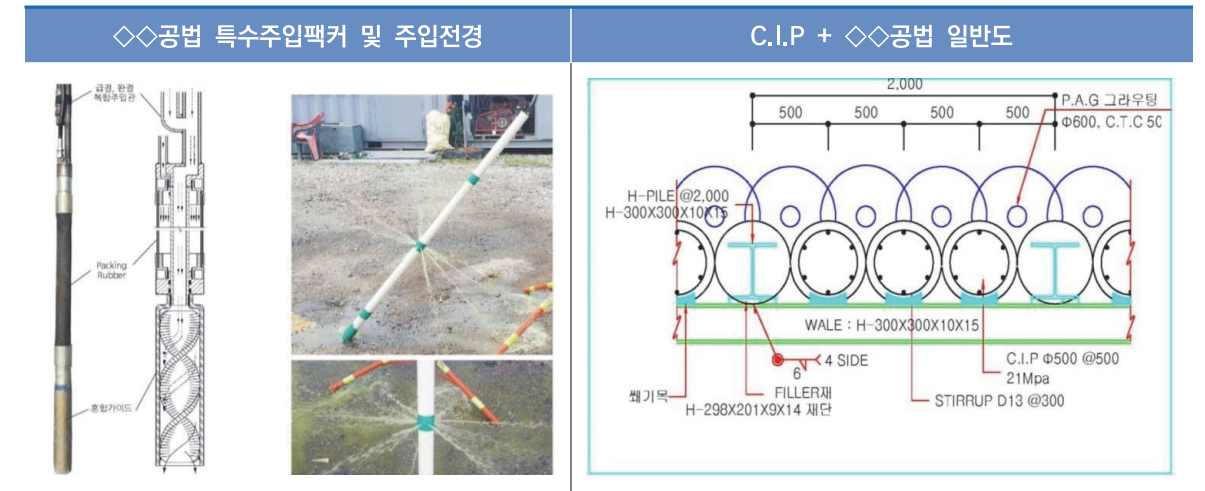 ◇◇공법 특수주입팩커 및 주입전경
C.I.P + ◇◇공법 일반도
급결, 완결
복합주입관
Packing
Rubber
혼합가이드
2,000
500 500 500 500
P.A.G 그라우팅
Φ600, C.T.C 50
H-PILE @2,000
H-300X300X10X15
WALE : H-300X300X10X15
4 SIDE
6
C.I.P Φ500 @500
21Mpa
쐐기목
FILLER재
H-298X201X9X14 재단
STIRRUP D13 @300